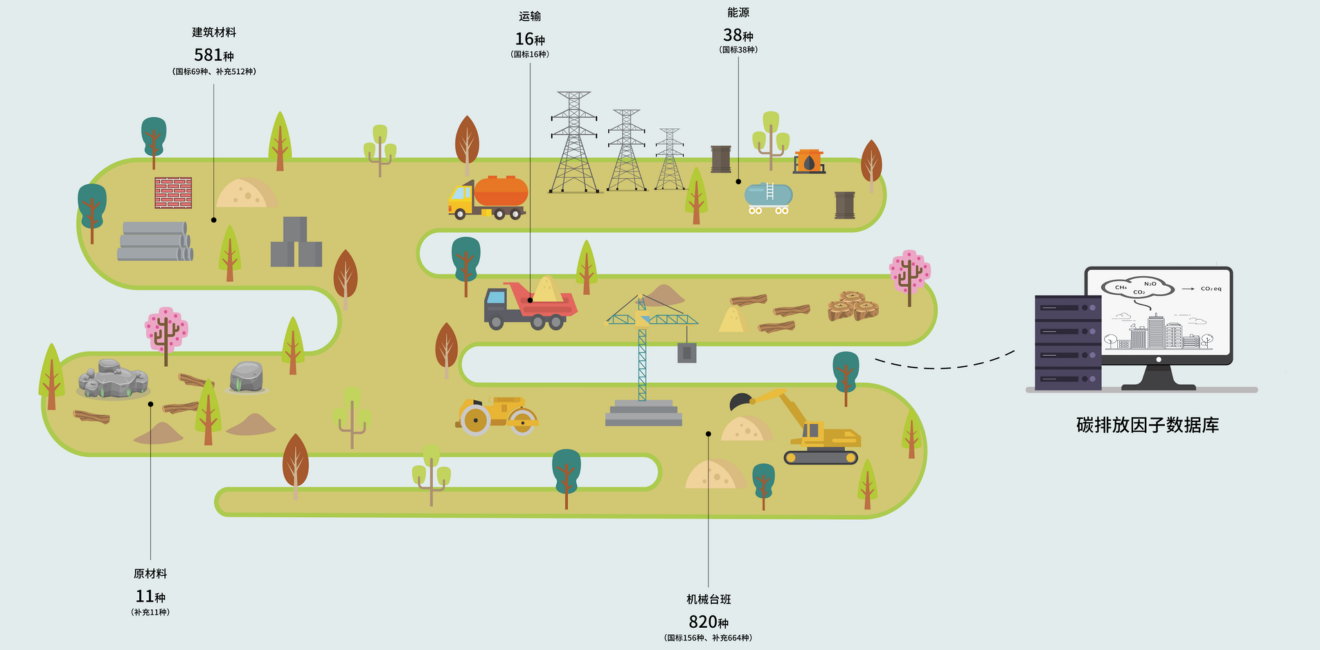 建筑材料
581种
（国标69种、补充512种）
运输
16种
（国标16种）
能源
38种
（国标38种）
CH₄
N₂O
CO₂
CO₂ eq
碳排放因子数据库
原材料
11种
（补充11种）
机械台班
820种
（国标156种、补充664种）